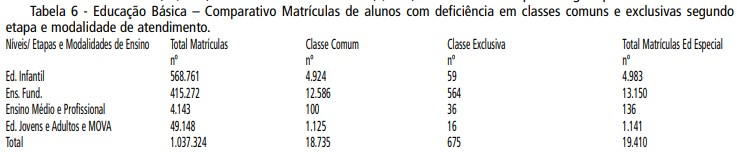 Tabela 6 - Educação Básica – Comparativo Matrículas de alunos com deficiência em classes comuns e exclusivas segundo
etapa e modalidade de atendimento.
Níveis/ Etapas e Modalidades de Ensino Total Matrículas Classe Comum Classe Exclusiva Total Matrículas Ed Especial
nº nº nº nº
Ed. Infantil 568.761 4.924 59 4.983
Ens. Fund. 415.272 12.586 564 13.150
Ensino Médio e Profissional 4.143 100 36 136
Ed. Jovens e Adultos e MOVA 49.148 1.125 16 1.141
Total 1.037.324 18.735 675 19.410